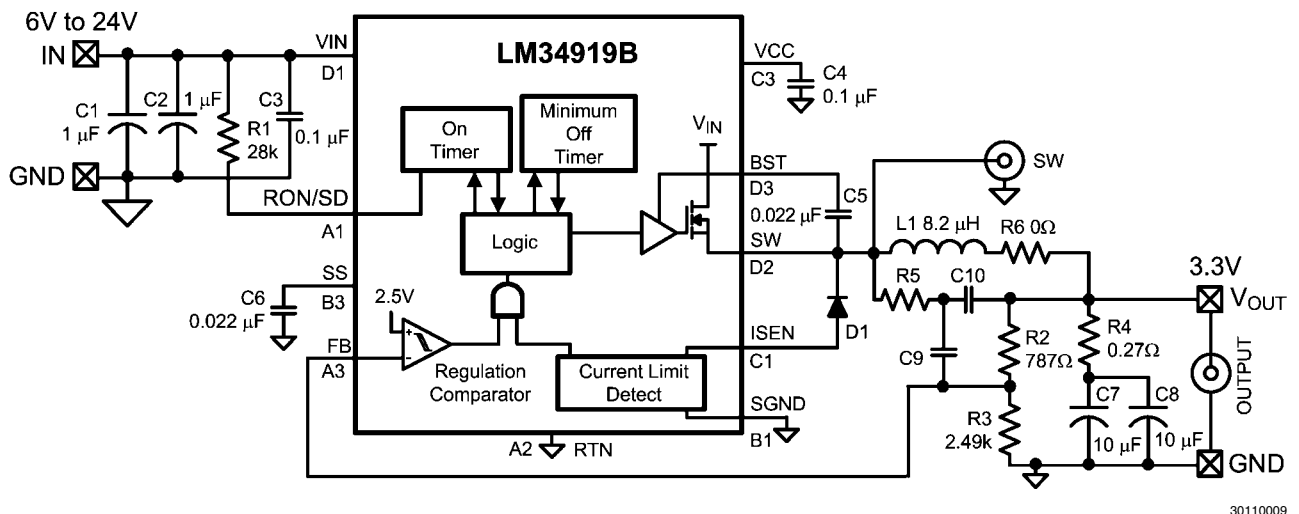 6V to 24V
IN
VIN
D1
LM34919B
VCC
C3
C4
0.1 µF
C1
1 µF
C2
1 µF
R1
28k
C3
0.1 µF
On
Timer
Minimum
Off
Timer
VIN
GND
RON/SD
A1
Logic
BST
D3
0.022 µF
C5
SW
SW
D2
L1 8.2 µH
R6 0Ω
SS
B3
C6
0.022 µF
2.5V
+
-
FB
A3
Regulation
Comparator
Current Limit
Detect
ISEN
C1
D1
R5
C10
C9
R2
787Ω
R4
0.27Ω
3.3V
VOUT
OUTPUT
SGND
B1
R3
2.49k
C7
10 µF
C8
10 µF
GND
A2
RTN
30110009